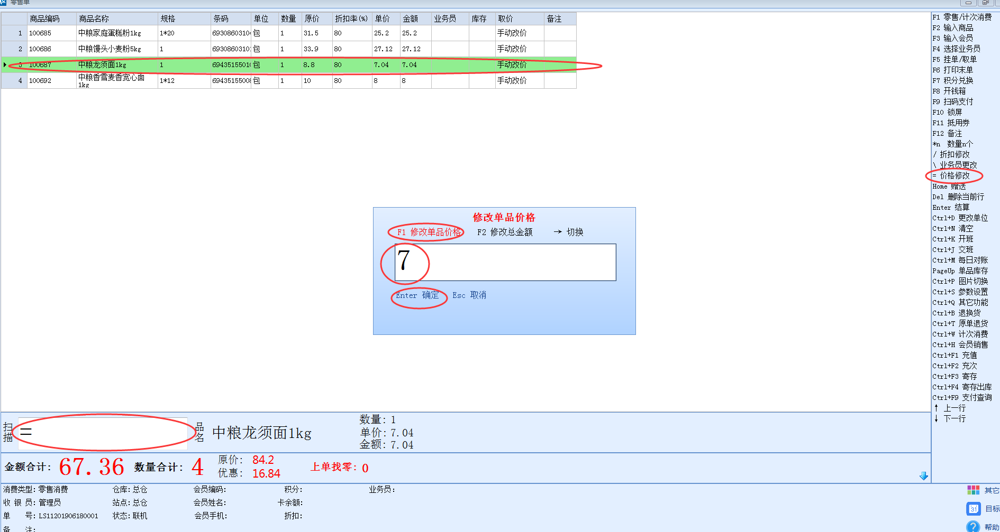 零售单
商品编码 商品名称 规格 条码 单位 数量 原价 折扣率(%) 单价 金额 业务员 库存 取价 备注
1 100685 中粮家庭蛋糕粉1kg 1*20 69308603104 包 1 31.5 80 25.2 25.2 手动改价
2 100686 中粮馒头小麦粉5kg 1 69308603101 包 1 33.9 80 27.12 27.12 手动改价
3 100687 中粮龙须面1kg 1 69435155010 包 1 8.8 80 7.04 7.04 手动改价
4 100692 中粮香雪麦香宽心面1kg 1*12 69435155008 包 1 10 80 8 8 手动改价
修改单品价格
F1 修改单品价格 F2 修改总金额 → 切换
7
Enter 确定 Esc 取消
F1 零售/计次消费
F2 输入商品
F3 输入会员
F4 选择业务员
F5 挂单/取单
F6 打印末单
F7 积分兑换
F8 开钱箱
F9 扫码支付
F10 锁屏
F11 抵用券
F12 备注
*n 数量n个
/ 折扣修改
\ 业务员更改
= 价格修改
Home 赠送
Del 删除当前行
Enter 结算
Ctrl+D 更改单位
Ctrl+N 清空
Ctrl+K 开班
Ctrl+J 交班
Ctrl+M 每日对账
PageUp 单品库存
Ctrl+P 图片切换
Ctrl+S 参数设置
Ctrl+Q 其它功能
Ctrl+B 退换货
Ctrl+T 原单退货
Ctrl+W 计次消费
Ctrl+H 会员销售
Ctrl+F1 充值
Ctrl+F2 充次
Ctrl+F3 寄存
Ctrl+F4 寄存出库
Ctrl+F9 支付查询
↑ 上一行
↓ 下一行
扫描 = 品名 中粮龙须面1kg
数量: 1
单价: 7.04
金额: 7.04
金额合计: 67.36 数量合计: 4
原价: 84.2
优惠: 16.84
上单找零: 0
消费类型: 零售消费 仓库: 总仓 会员编码: 积分: 业务员:
收银员: 管理员 站点: 总仓 会员姓名: 卡余额:
单 号: LS11201906180001 状态: 联机 会员手机: 折扣:
备 注:
其它
31 目标
? 帮助